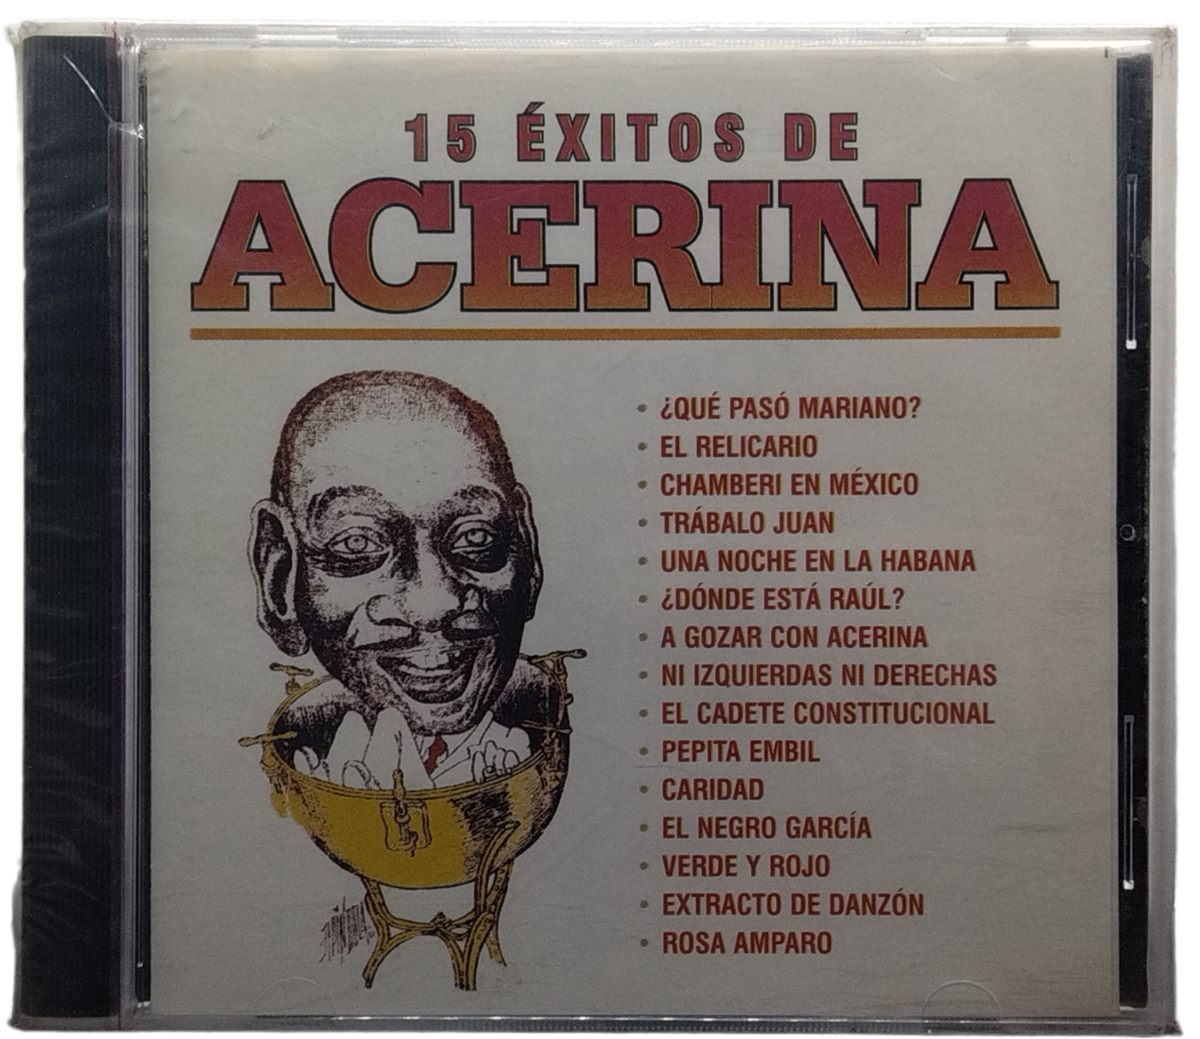 15 ÉXITOS DE
ACERINA
• ¿QUÉ PASÓ MARIANO?
• EL RELICARIO
• CHAMBERI EN MÉXICO
• TRÁBALO JUAN
• UNA NOCHE EN LA HABANA
• ¿DÓNDE ESTÁ RAÚL?
• A GOZAR CON ACERINA
• NI IZQUIERDAS NI DERECHAS
• EL CADETE CONSTITUCIONAL
• PEPITA EMBIL
• CARIDAD
• EL NEGRO GARCÍA
• VERDE Y ROJO
• EXTRACTO DE DANZÓN
• ROSA AMPARO